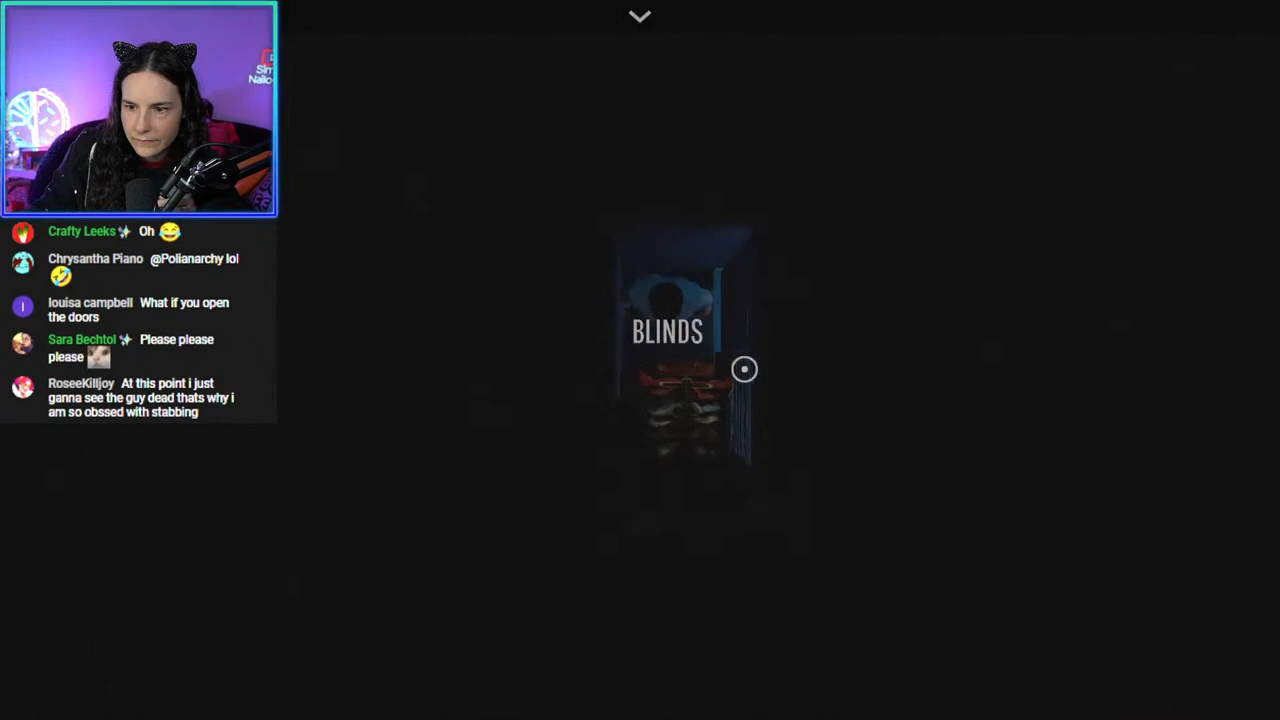 Crafty Leeks Oh 😂
Chrysantha Piano @Polianarchy lol
🤣
louisa campbell What if you open
the doors
Sara Bechtol Please please
please
RoseeKilljoy At this point i just
ganna see the guy dead thats why i
am so obssed with stabbing
BLINDS